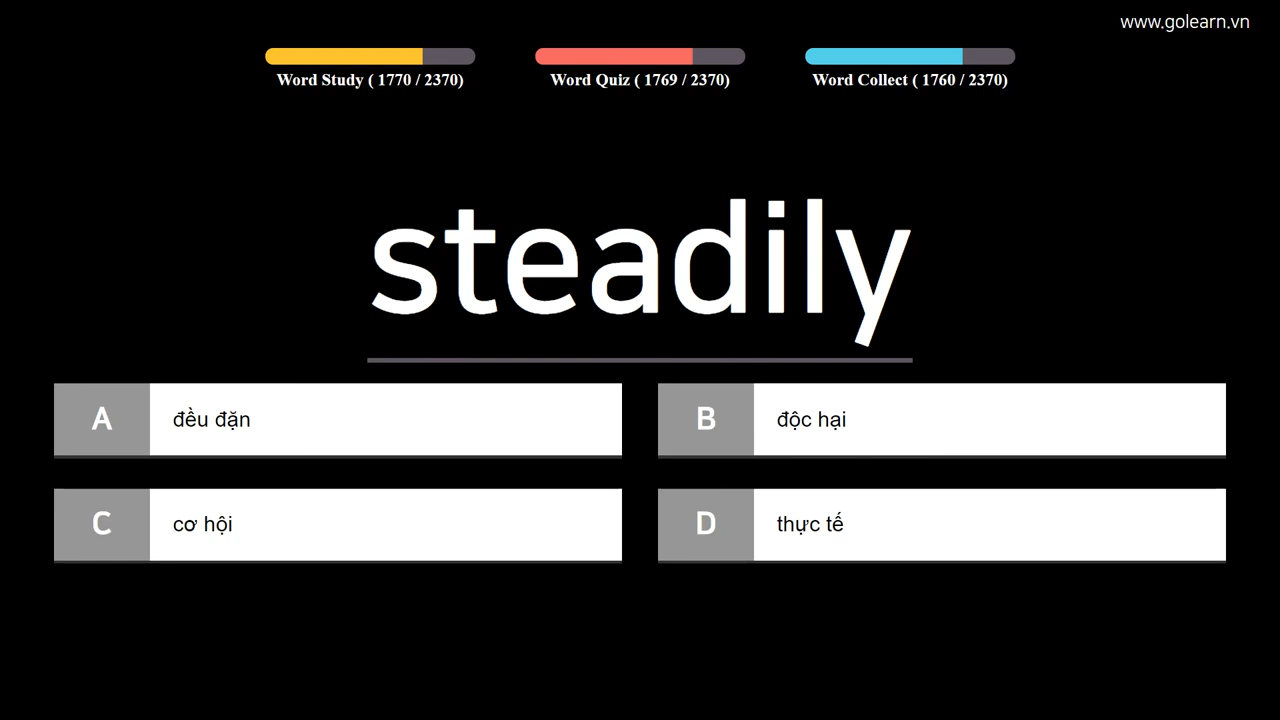 www.golearn.vn
Word Study ( 1770 / 2370)
Word Quiz ( 1769 / 2370)
Word Collect ( 1760 / 2370)
steadily
A đều đặn
B độc hại
C cơ hội
D thực tế